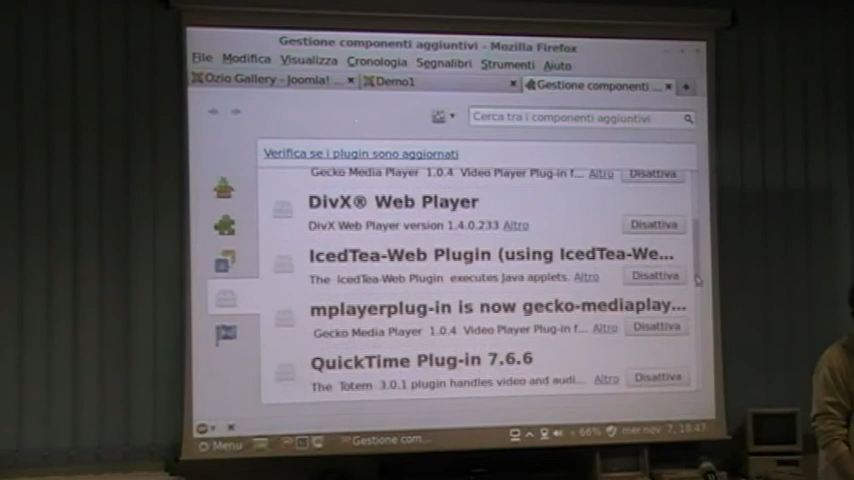 Gestione componenti aggiuntivi - Mozilla Firefox
File Modifica Visualizza Cronologia Segnalibri Strumenti Aiuto
Ozio Gallery - Joomla! ... Demo1 Gestione componenti ...
Cerca tra i componenti aggiuntivi
Verifica se i plugin sono aggiornati
Gecko Media Player 1.0.4 Video Player Plug-in f... Altro Disattiva
DivX® Web Player
DivX Web Player version 1.4.0.233 Altro Disattiva
IcedTea-Web Plugin (using IcedTea-We...
The IcedTea-Web Plugin executes Java applets. Altro Disattiva
mplayerplug-in is now gecko-mediaplay...
Gecko Media Player 1.0.4 Video Player Plug-in f... Altro Disattiva
QuickTime Plug-in 7.6.6
The Totem 3.0.1 plugin handles video and audi... Altro Disattiva
Menu Gestione com... 66% mer nov 7, 18:47